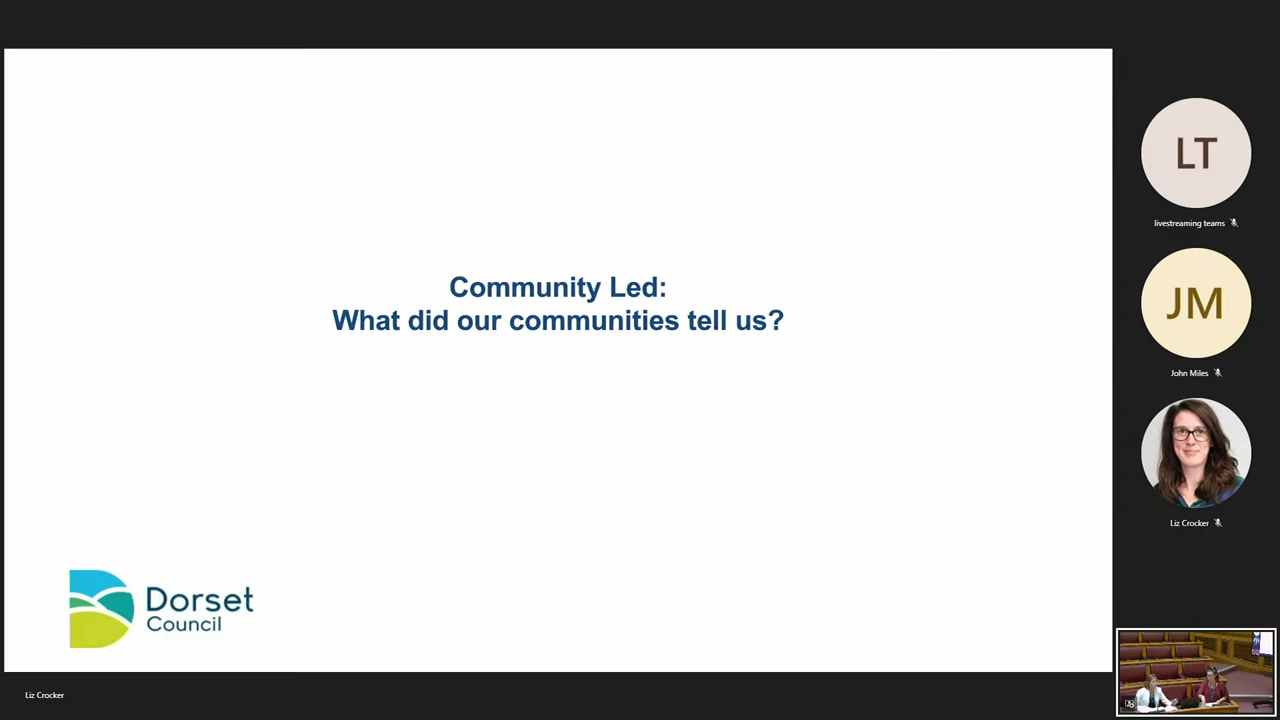 Community Led:
What did our communities tell us?
Dorset
Council
LT
livestreaming teams
JM
John Miles
Liz Crocker
Liz Crocker